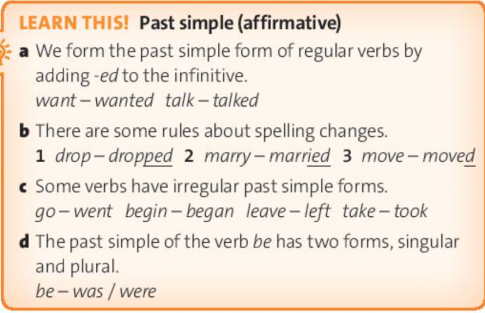 LEARN THIS! Past simple (affirmative)
a We form the past simple form of regular verbs by
adding -ed to the infinitive.
want – wanted talk – talked
b There are some rules about spelling changes.
1 drop – dropped 2 marry – married 3 move – moved
c Some verbs have irregular past simple forms.
go – went begin – began leave – left take – took
d The past simple of the verb be has two forms, singular
and plural.
be – was / were